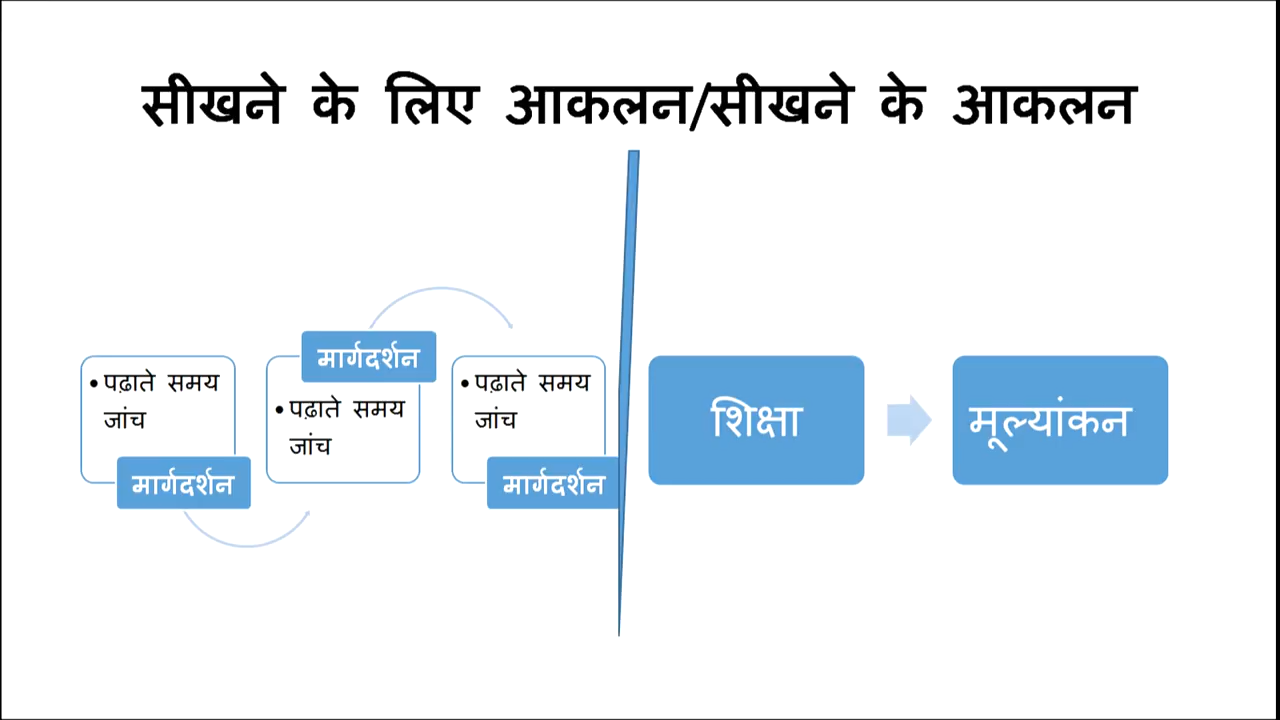 सीखने के लिए आकलन/सीखने के आकलन
• पढ़ाते समय
जांच
मार्गदर्शन
मार्गदर्शन
• पढ़ाते समय
जांच
• पढ़ाते समय
जांच
मार्गदर्शन
शिक्षा
मूल्यांकन